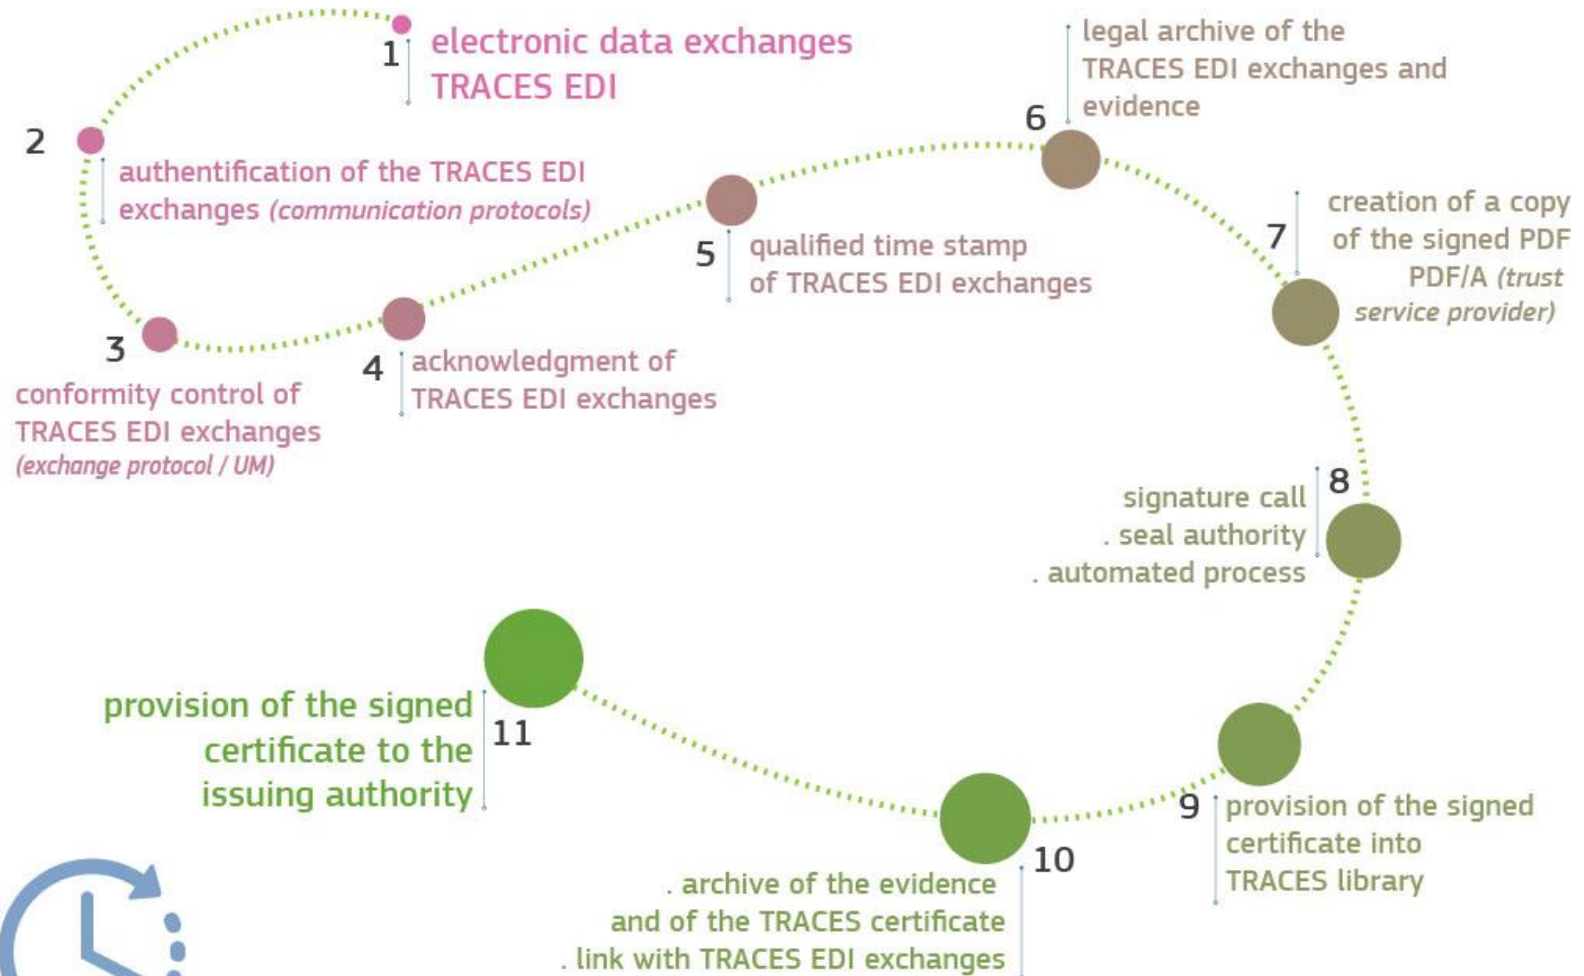 1
electronic data exchanges
TRACES EDI
2
authentification of the TRACES EDI
exchanges (communication protocols)
3
conformity control of
TRACES EDI exchanges
(exchange protocol / UM)
4
acknowledgment of
TRACES EDI exchanges
5
qualified time stamp
of TRACES EDI exchanges
6
legal archive of the
TRACES EDI exchanges and
evidence
7
creation of a copy
of the signed PDF
PDF/A (trust
service provider)
8
signature call
. seal authority
. automated process
9
provision of the signed
certificate into
TRACES library
10
. archive of the evidence
and of the TRACES certificate
. link with TRACES EDI exchanges
11
provision of the signed
certificate to the
issuing authority